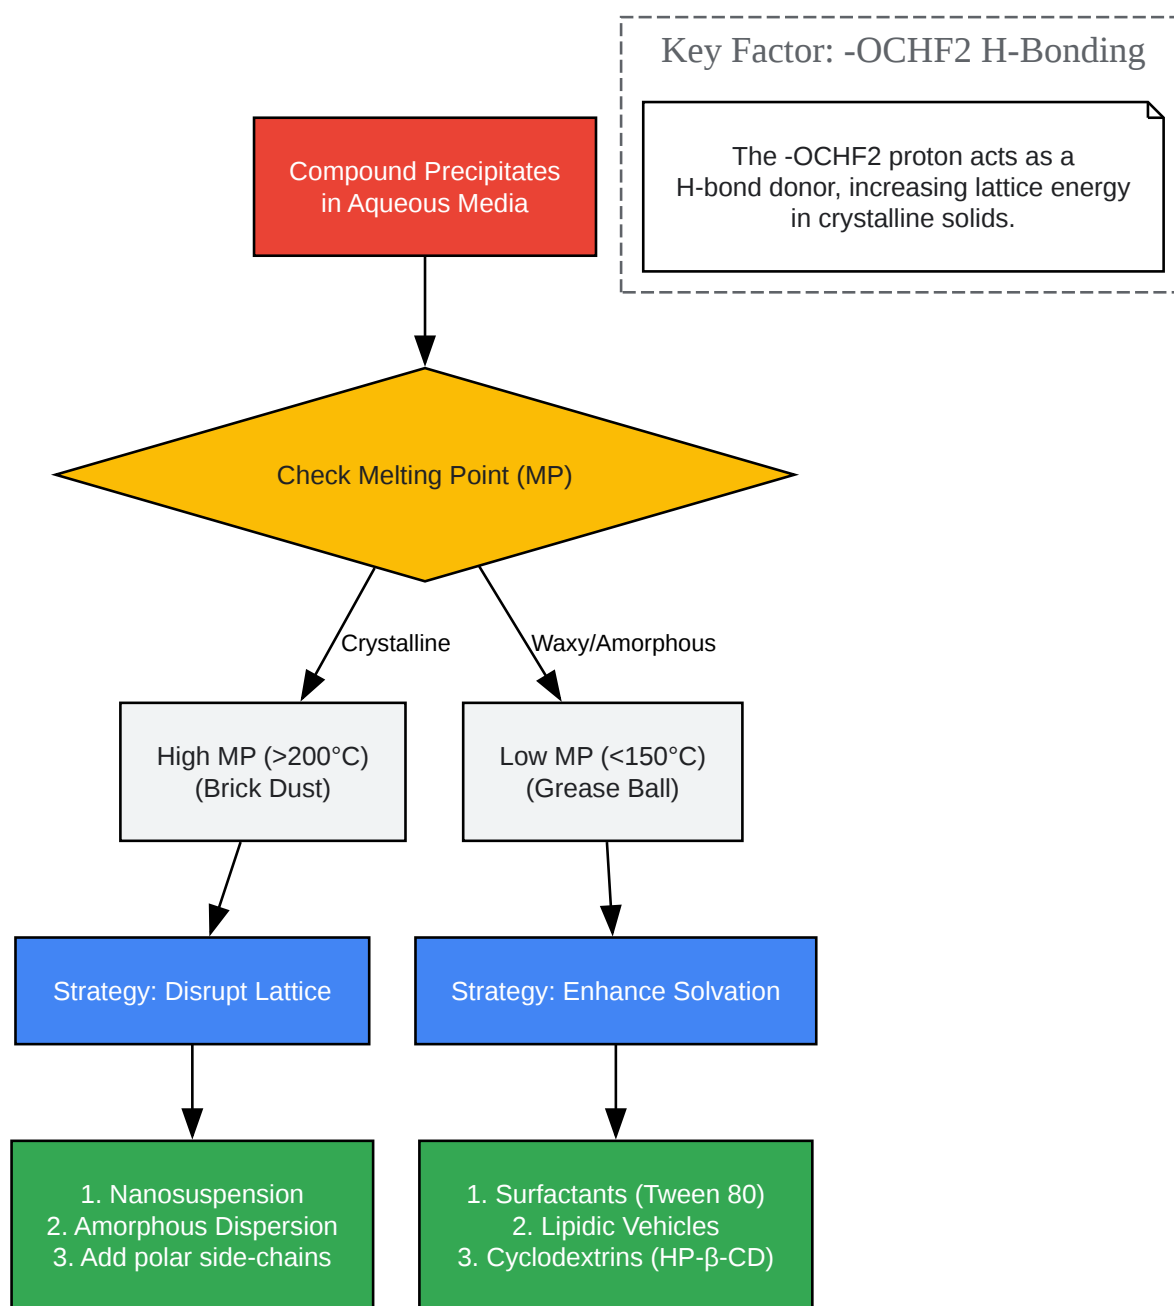 Key Factor: -OCHF2 H-Bonding
The -OCHF2 proton acts as a
H-bond donor, increasing lattice energy
in crystalline solids.
Compound Precipitates
in Aqueous Media
Check Melting Point (MP)
Crystalline
Waxy/Amorphous
High MP (>200°C)
(Brick Dust)
Low MP (<150°C)
(Grease Ball)
Strategy: Disrupt Lattice
Strategy: Enhance Solvation
1. Nanosuspension
2. Amorphous Dispersion
3. Add polar side-chains
1. Surfactants (Tween 80)
2. Lipidic Vehicles
3. Cyclodextrins (HP-β-CD)